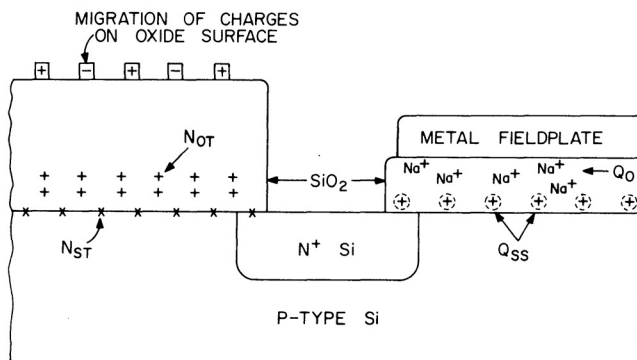 MIGRATION OF CHARGES
ON OXIDE SURFACE
+ − + − +
METAL FIELDPLATE
N_OT
+ + + + + +
+ + + + + +
SiO₂
Na⁺ Na⁺ Na⁺ Na⁺ Na⁺ Na⁺
Q_O
+ + + + + +
x x x x x x x
N_ST
N⁺ Si
Q_SS
P-TYPE Si